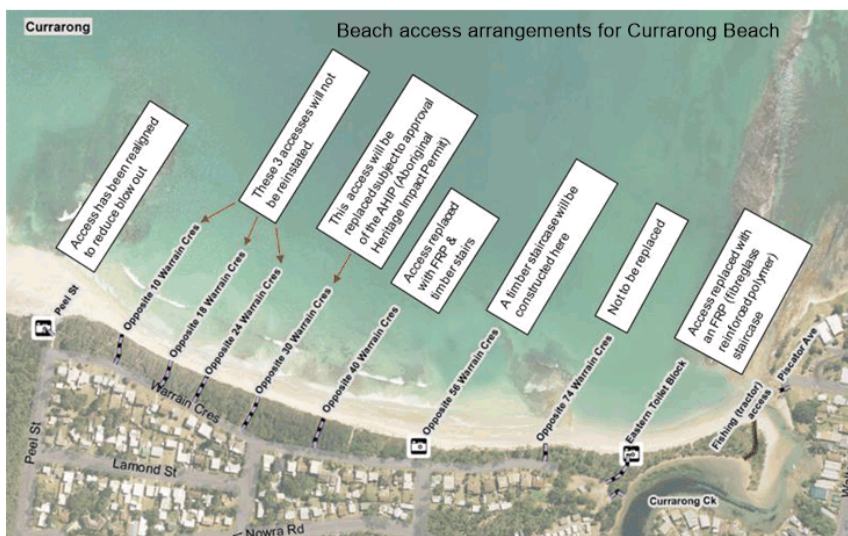 Currarong
Beach access arrangements for Currarong Beach
Access has been realigned
to reduce blow out
These 3 accesses will not
be reinstated.
This access will be
replaced subject to approval
of the AHIP (Aboriginal
Heritage Impact Permit)
Access replaced
with FRP &
timber stairs
A timber staircase will be
constructed here
Not to be replaced
Access replaced with
an FRP (fibreglass
reinforced polymer)
staircase
Peel St
Opposite 10 Warrain Cres
Opposite 18 Warrain Cres
Opposite 24 Warrain Cres
Opposite 30 Warrain Cres
Opposite 40 Warrain Cres
Opposite 56 Warrain Cres
Opposite 74 Warrain Cres
Eastern Toilet Block
Fishing (tractor)
access
Piscator Ave
Warrain Cres
Peel St
Lamond St
Nowra Rd
Currarong Ck